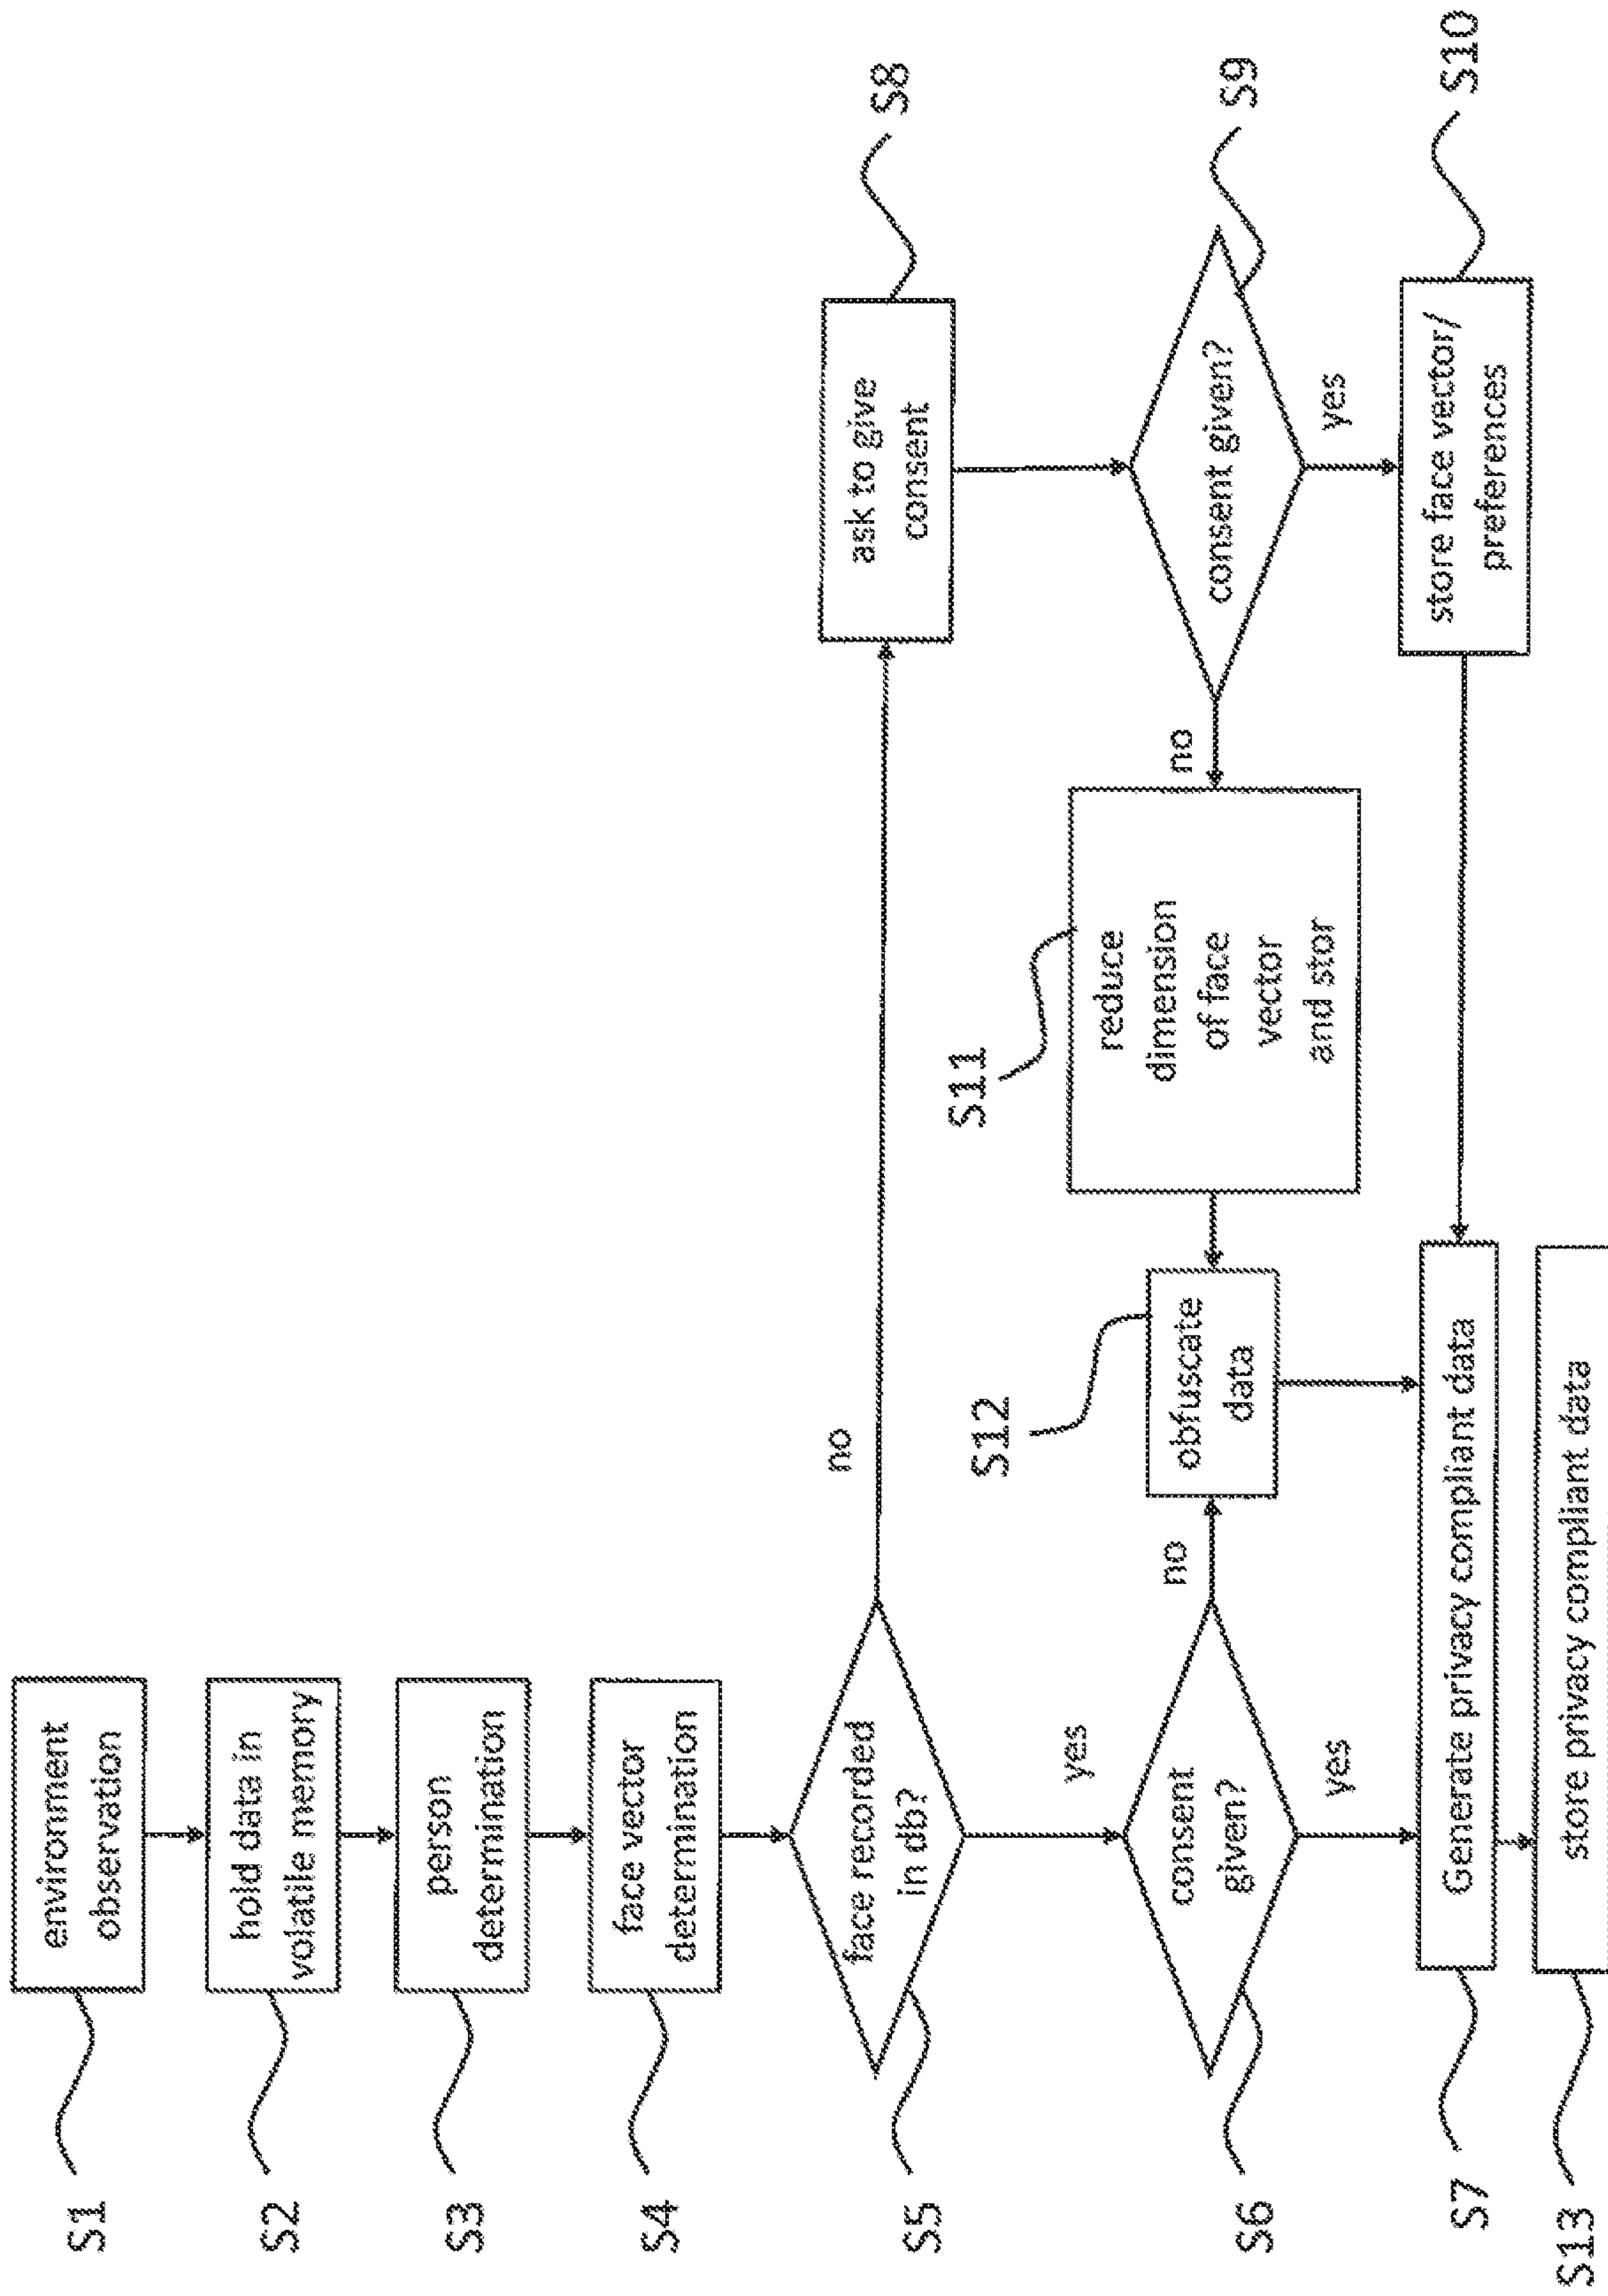 S1
environment
observation
S2
hold data in
volatile memory
S3
person
determination
S4
face vector
determination
S5
face recorded
in db?
no
yes
S8
ask to give
consent
S6
consent
given?
no
yes
S12
obfuscate
data
S11
reduce
dimension
of face
vector
and stor
no
S9
consent given?
yes
S10
store face vector/
preferences
S7
Generate privacy compliant data
S13
store privacy compliant data